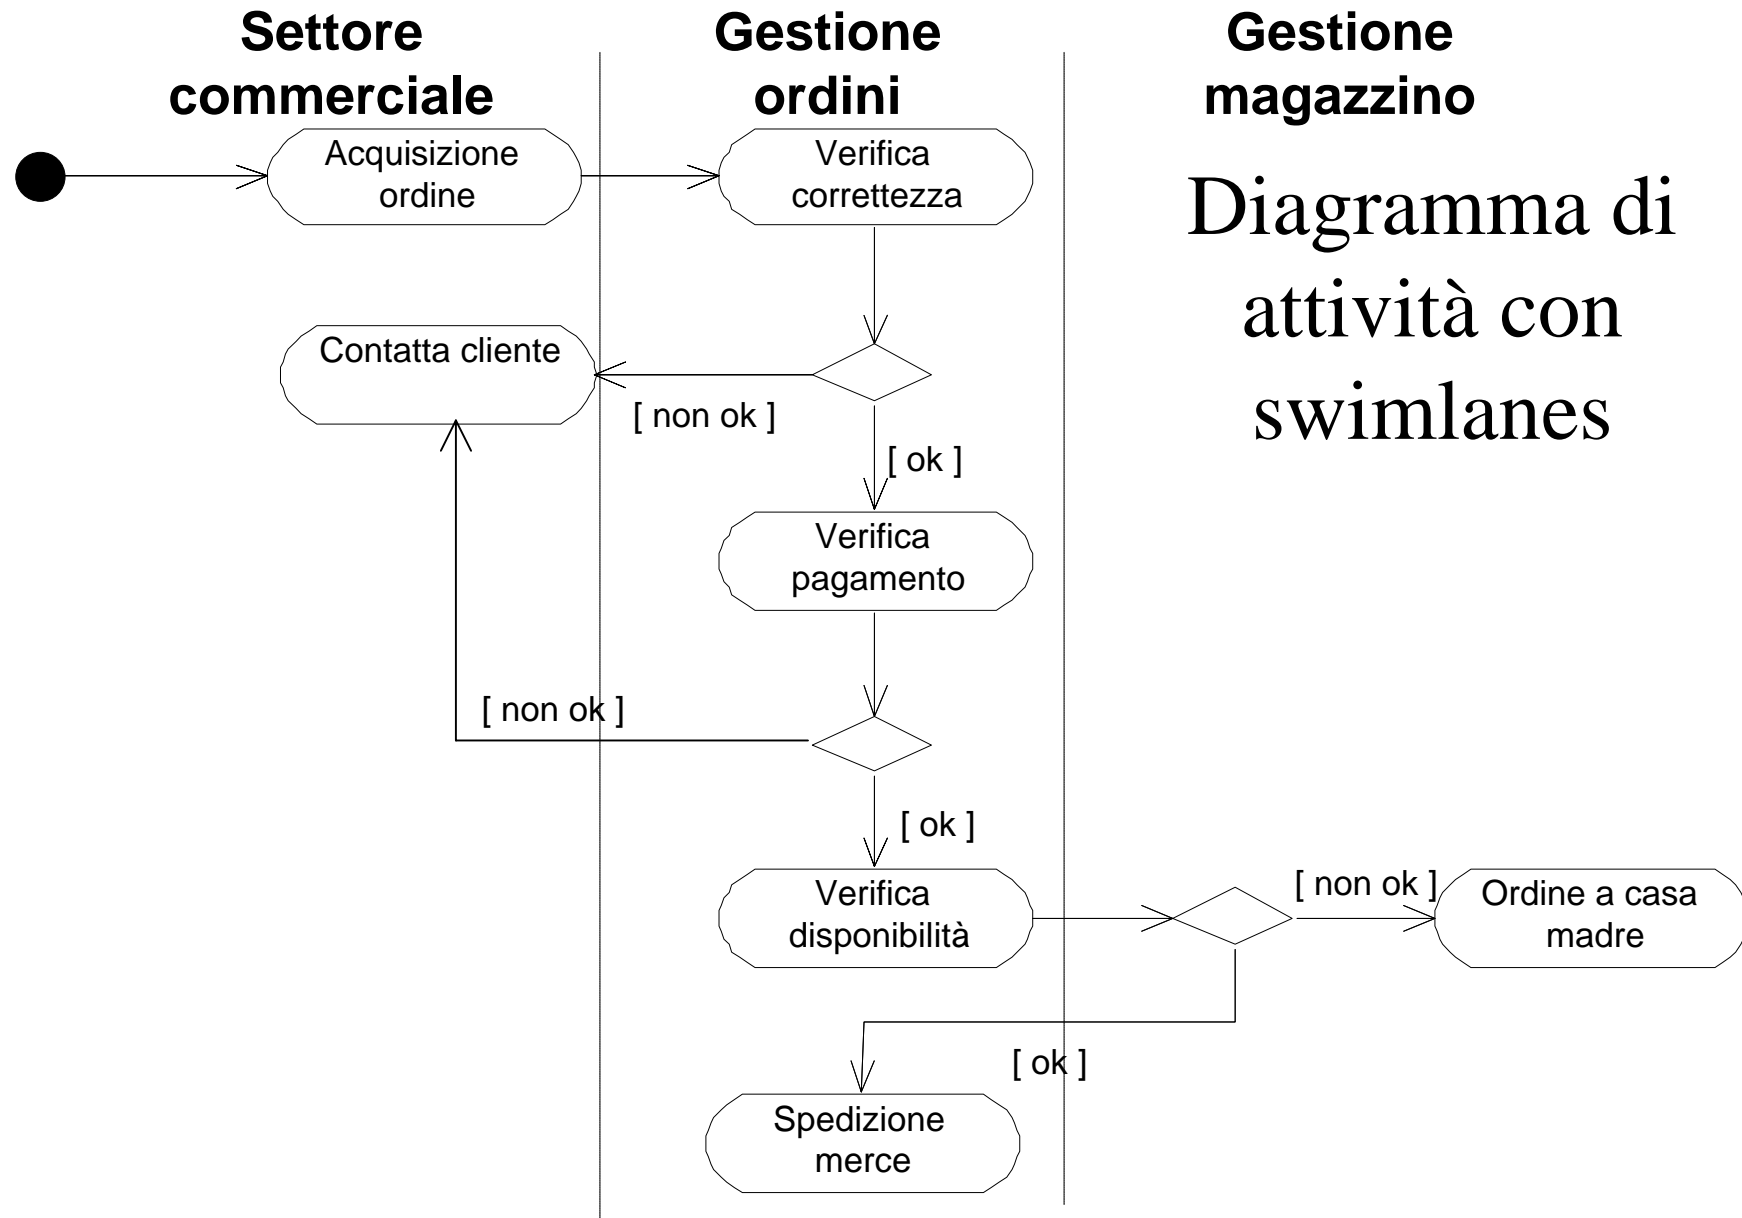 Settore
commerciale
Gestione
ordini
Gestione
magazzino
Diagramma di
attività con
swimlanes
Acquisizione
ordine
Verifica
correttezza
Contatta cliente
[ non ok ]
[ ok ]
Verifica
pagamento
[ non ok ]
[ ok ]
Verifica
disponibilità
[ non ok ]
Ordine a casa
madre
[ ok ]
Spedizione
merce